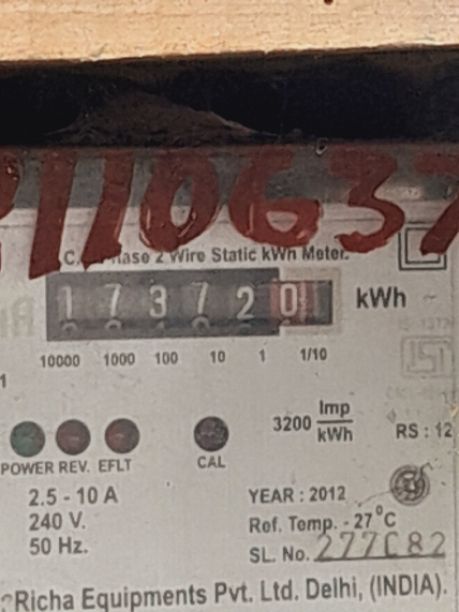 110637
C. Phase 2 Wire Static kWh Meter.
173720 kWh
10000 1000 100 10 1 1/10
3200 Imp/kWh
RS : 12
POWER REV. EFLT CAL
2.5 - 10 A
240 V.
50 Hz.
YEAR : 2012
Ref. Temp. - 27°C
SL. No. 277C82
Richa Equipments Pvt. Ltd. Delhi, (INDIA).